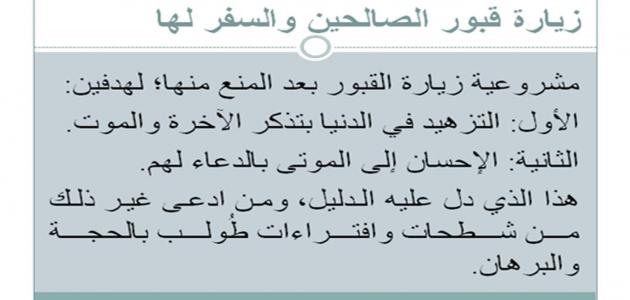 زيارة قبور الصالحين والسفر لها
مشروعية زيارة القبور بعد المنع منها؛ لهدفين:
الأول: التزهيد في الدنيا بتذكر الآخرة والموت.
الثانية: الإحسان إلى الموتى بالدعاء لهم.
هذا الذي دل عليه الدليل، ومن ادعى غير ذلك
من شطحات وافتراءات طُولب بالحجة
والبرهان.